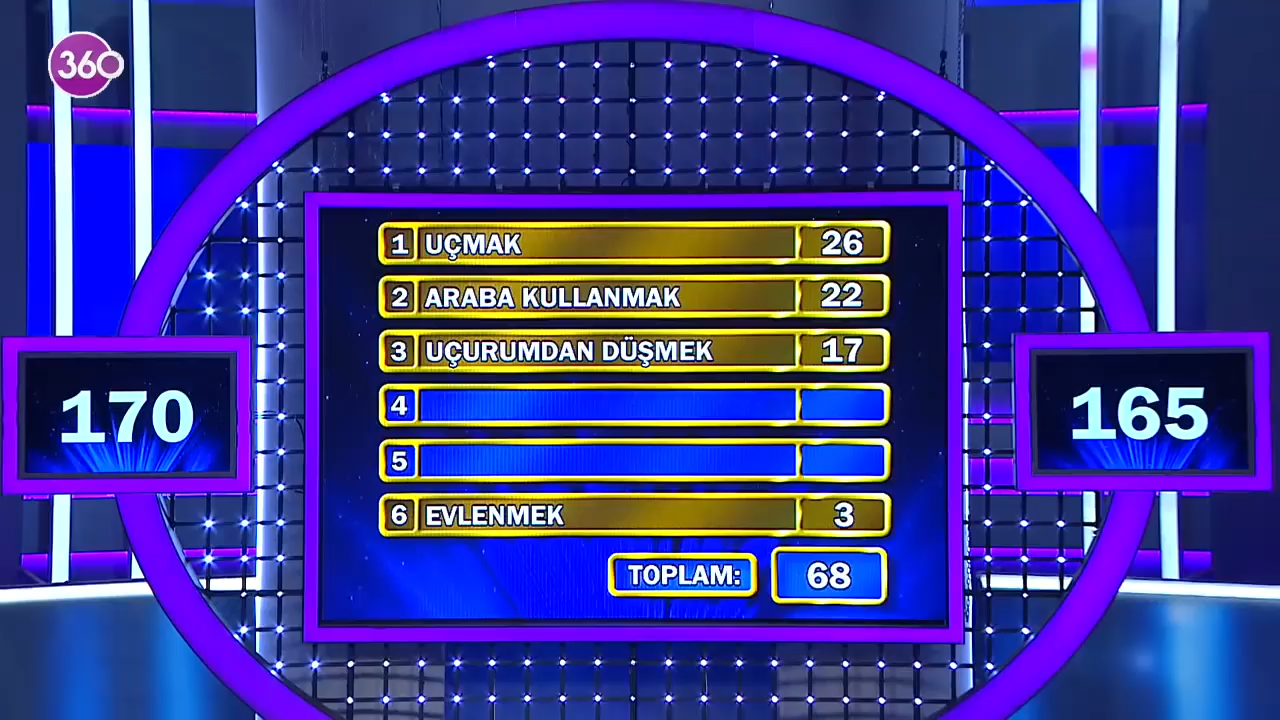 360
1 UÇMAK 26
2 ARABA KULLANMAK 22
3 UÇURUMDAN DÜŞMEK 17
170
4
165
5
6 EVLENMEK 3
TOPLAM: 68